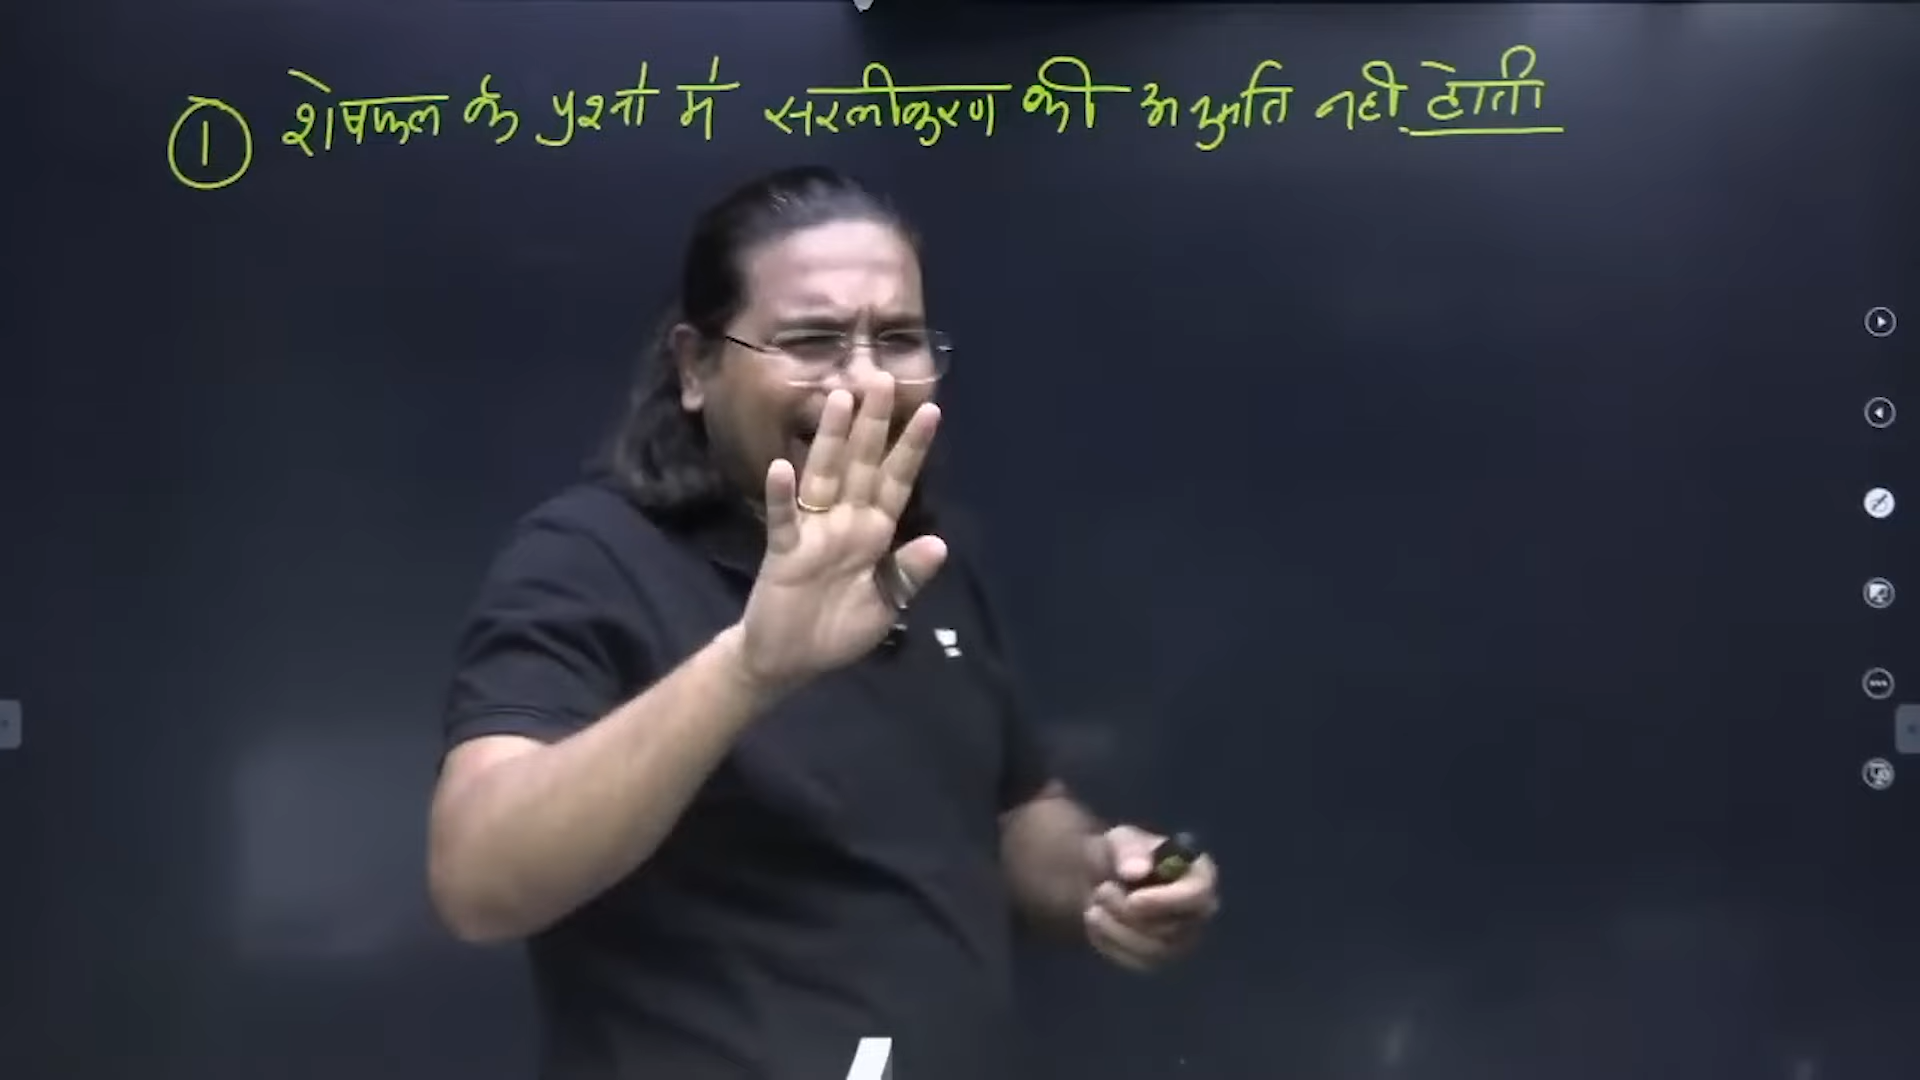 ① शेषफल के प्रश्नों में सरलीकरण की अनुमति नहीं होती